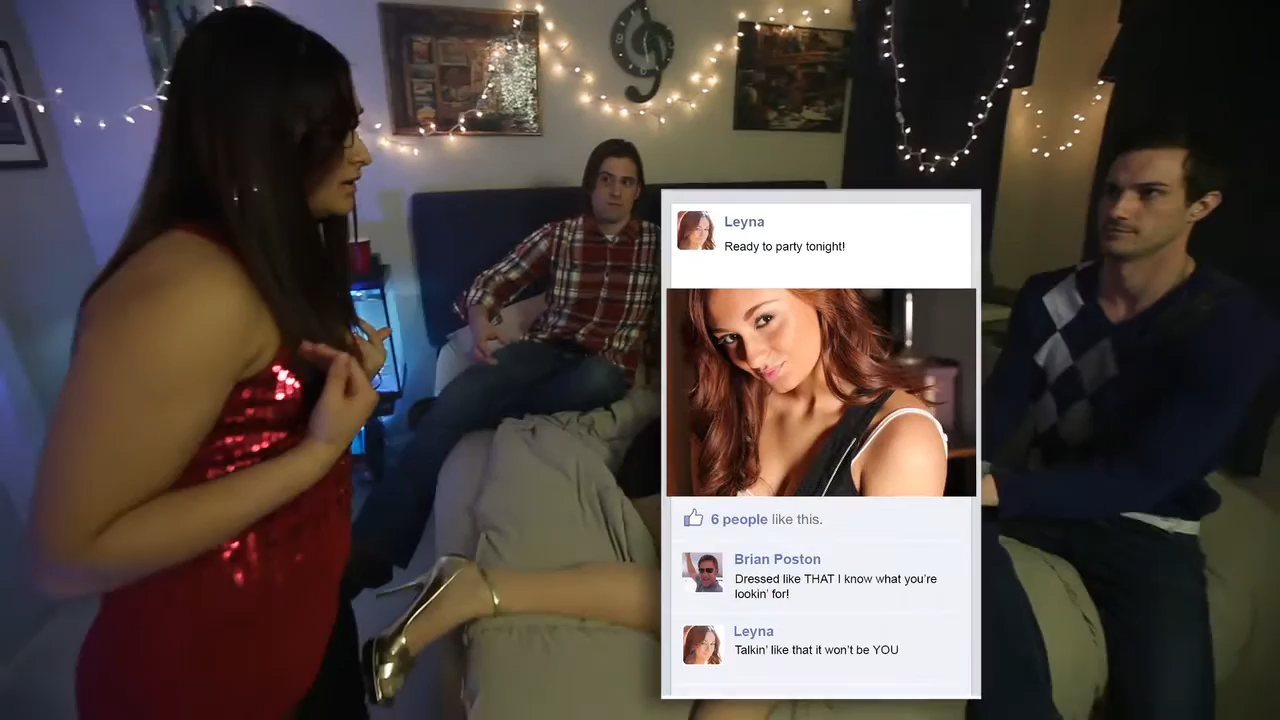 Leyna
Ready to party tonight!
6 people like this.
Brian Poston
Dressed like THAT I know what you're
lookin' for!
Leyna
Talkin' like that it won't be YOU